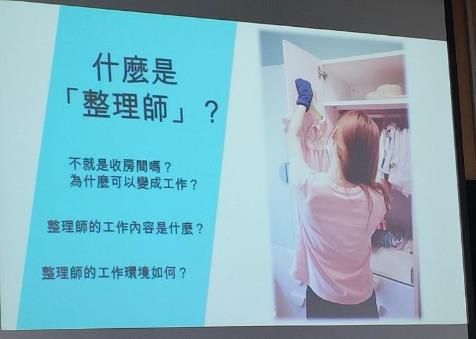 什麼是
「整理師」？
不就是收房間嗎？
為什麼可以變成工作？
整理師的工作內容是什麼？
整理師的工作環境如何？